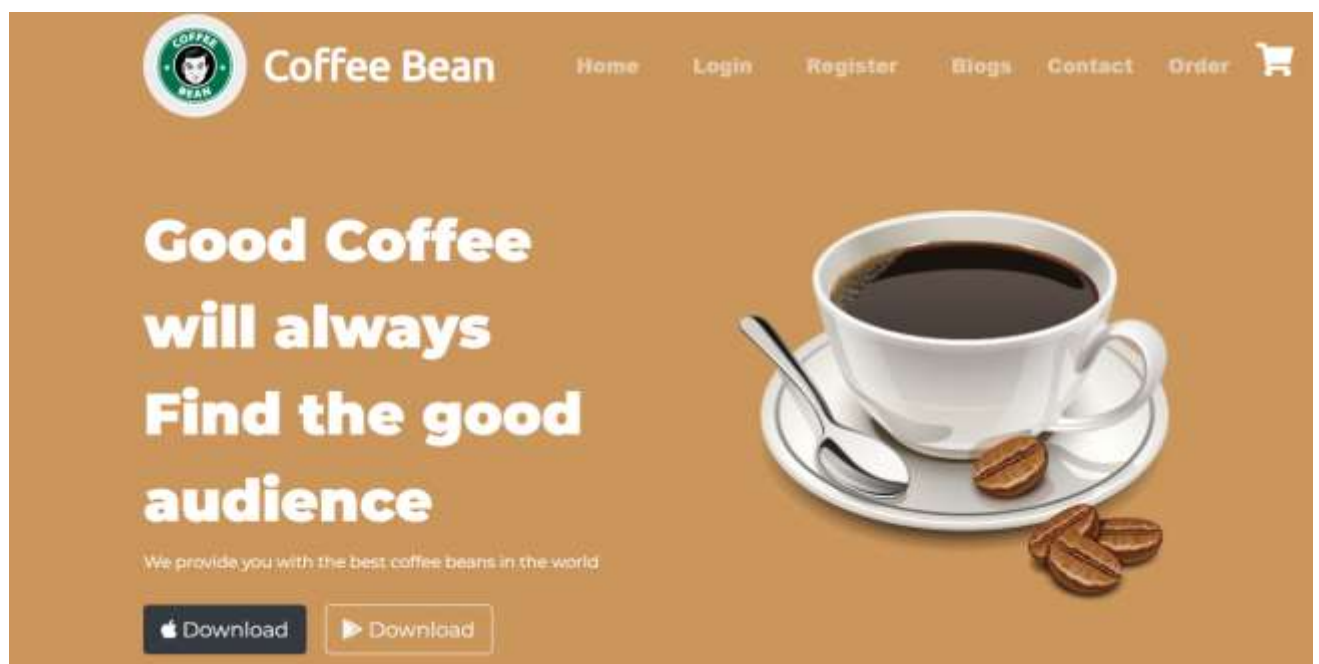 COFFEE
BEAN
Coffee Bean
Home Login Register Blogs Contact Order
Good Coffee
will always
Find the good
audience
We provide you with the best coffee beans in the world
Download Download